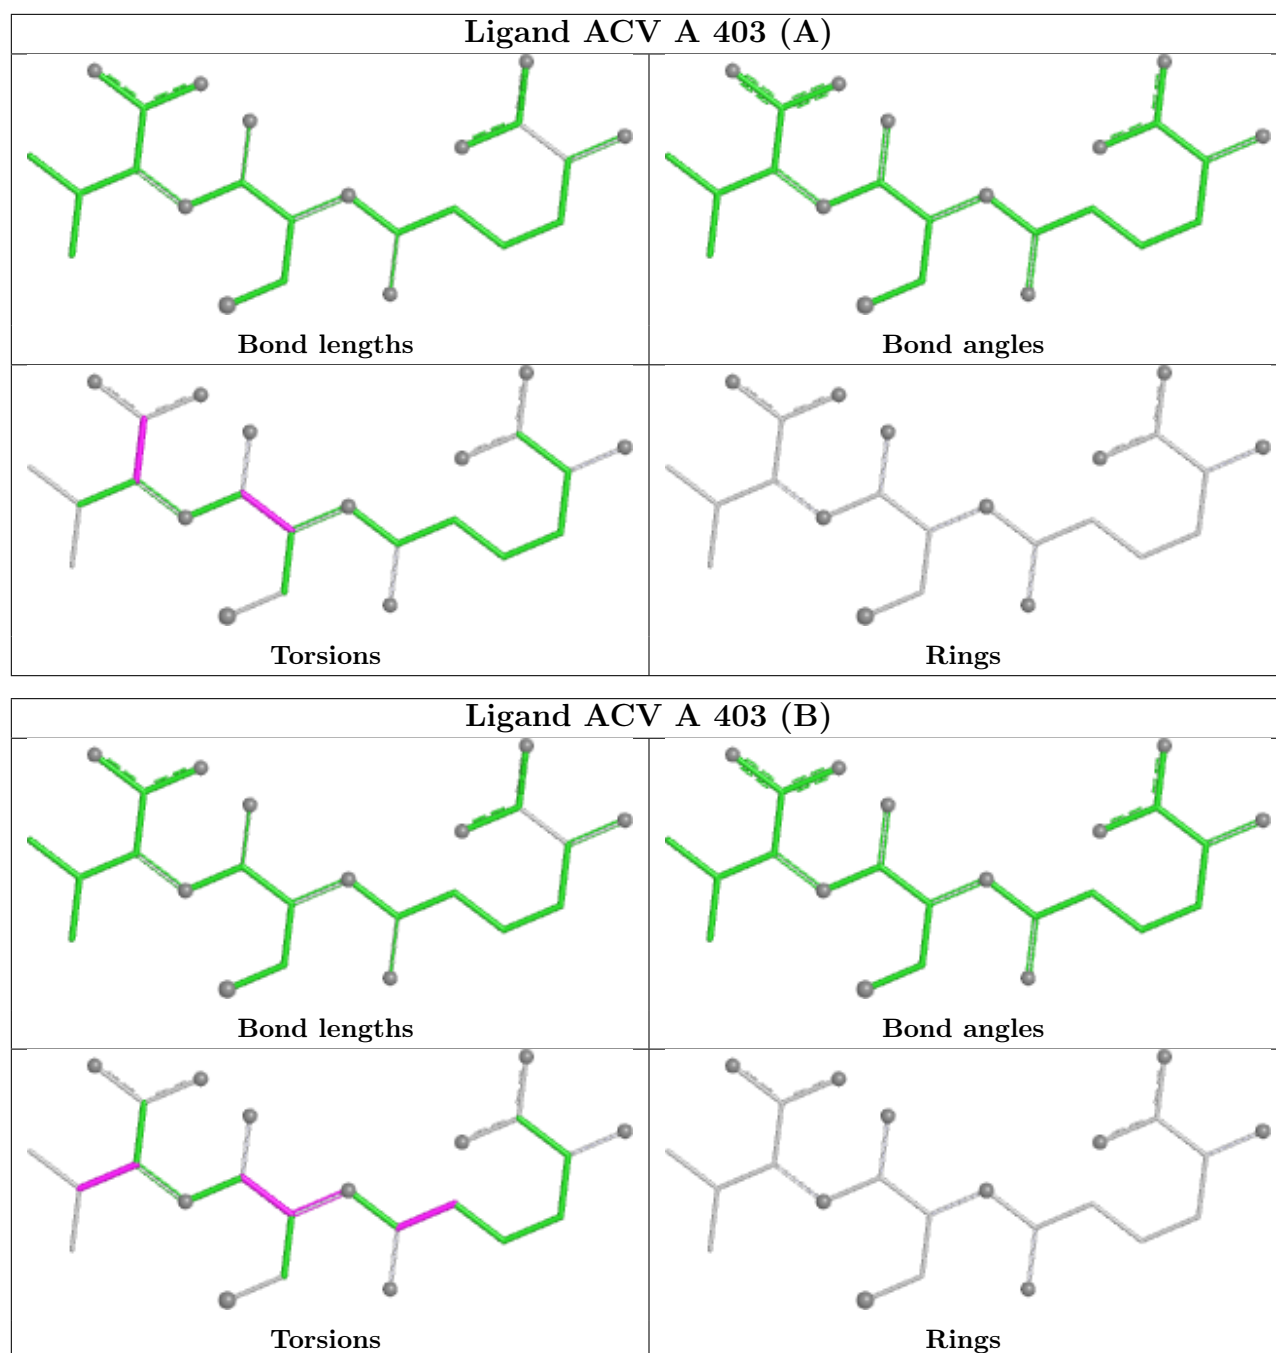 Ligand ACV A 403 (A)
Bond lengths
Bond angles
Torsions
Rings
Ligand ACV A 403 (B)
Bond lengths
Bond angles
Torsions
Rings